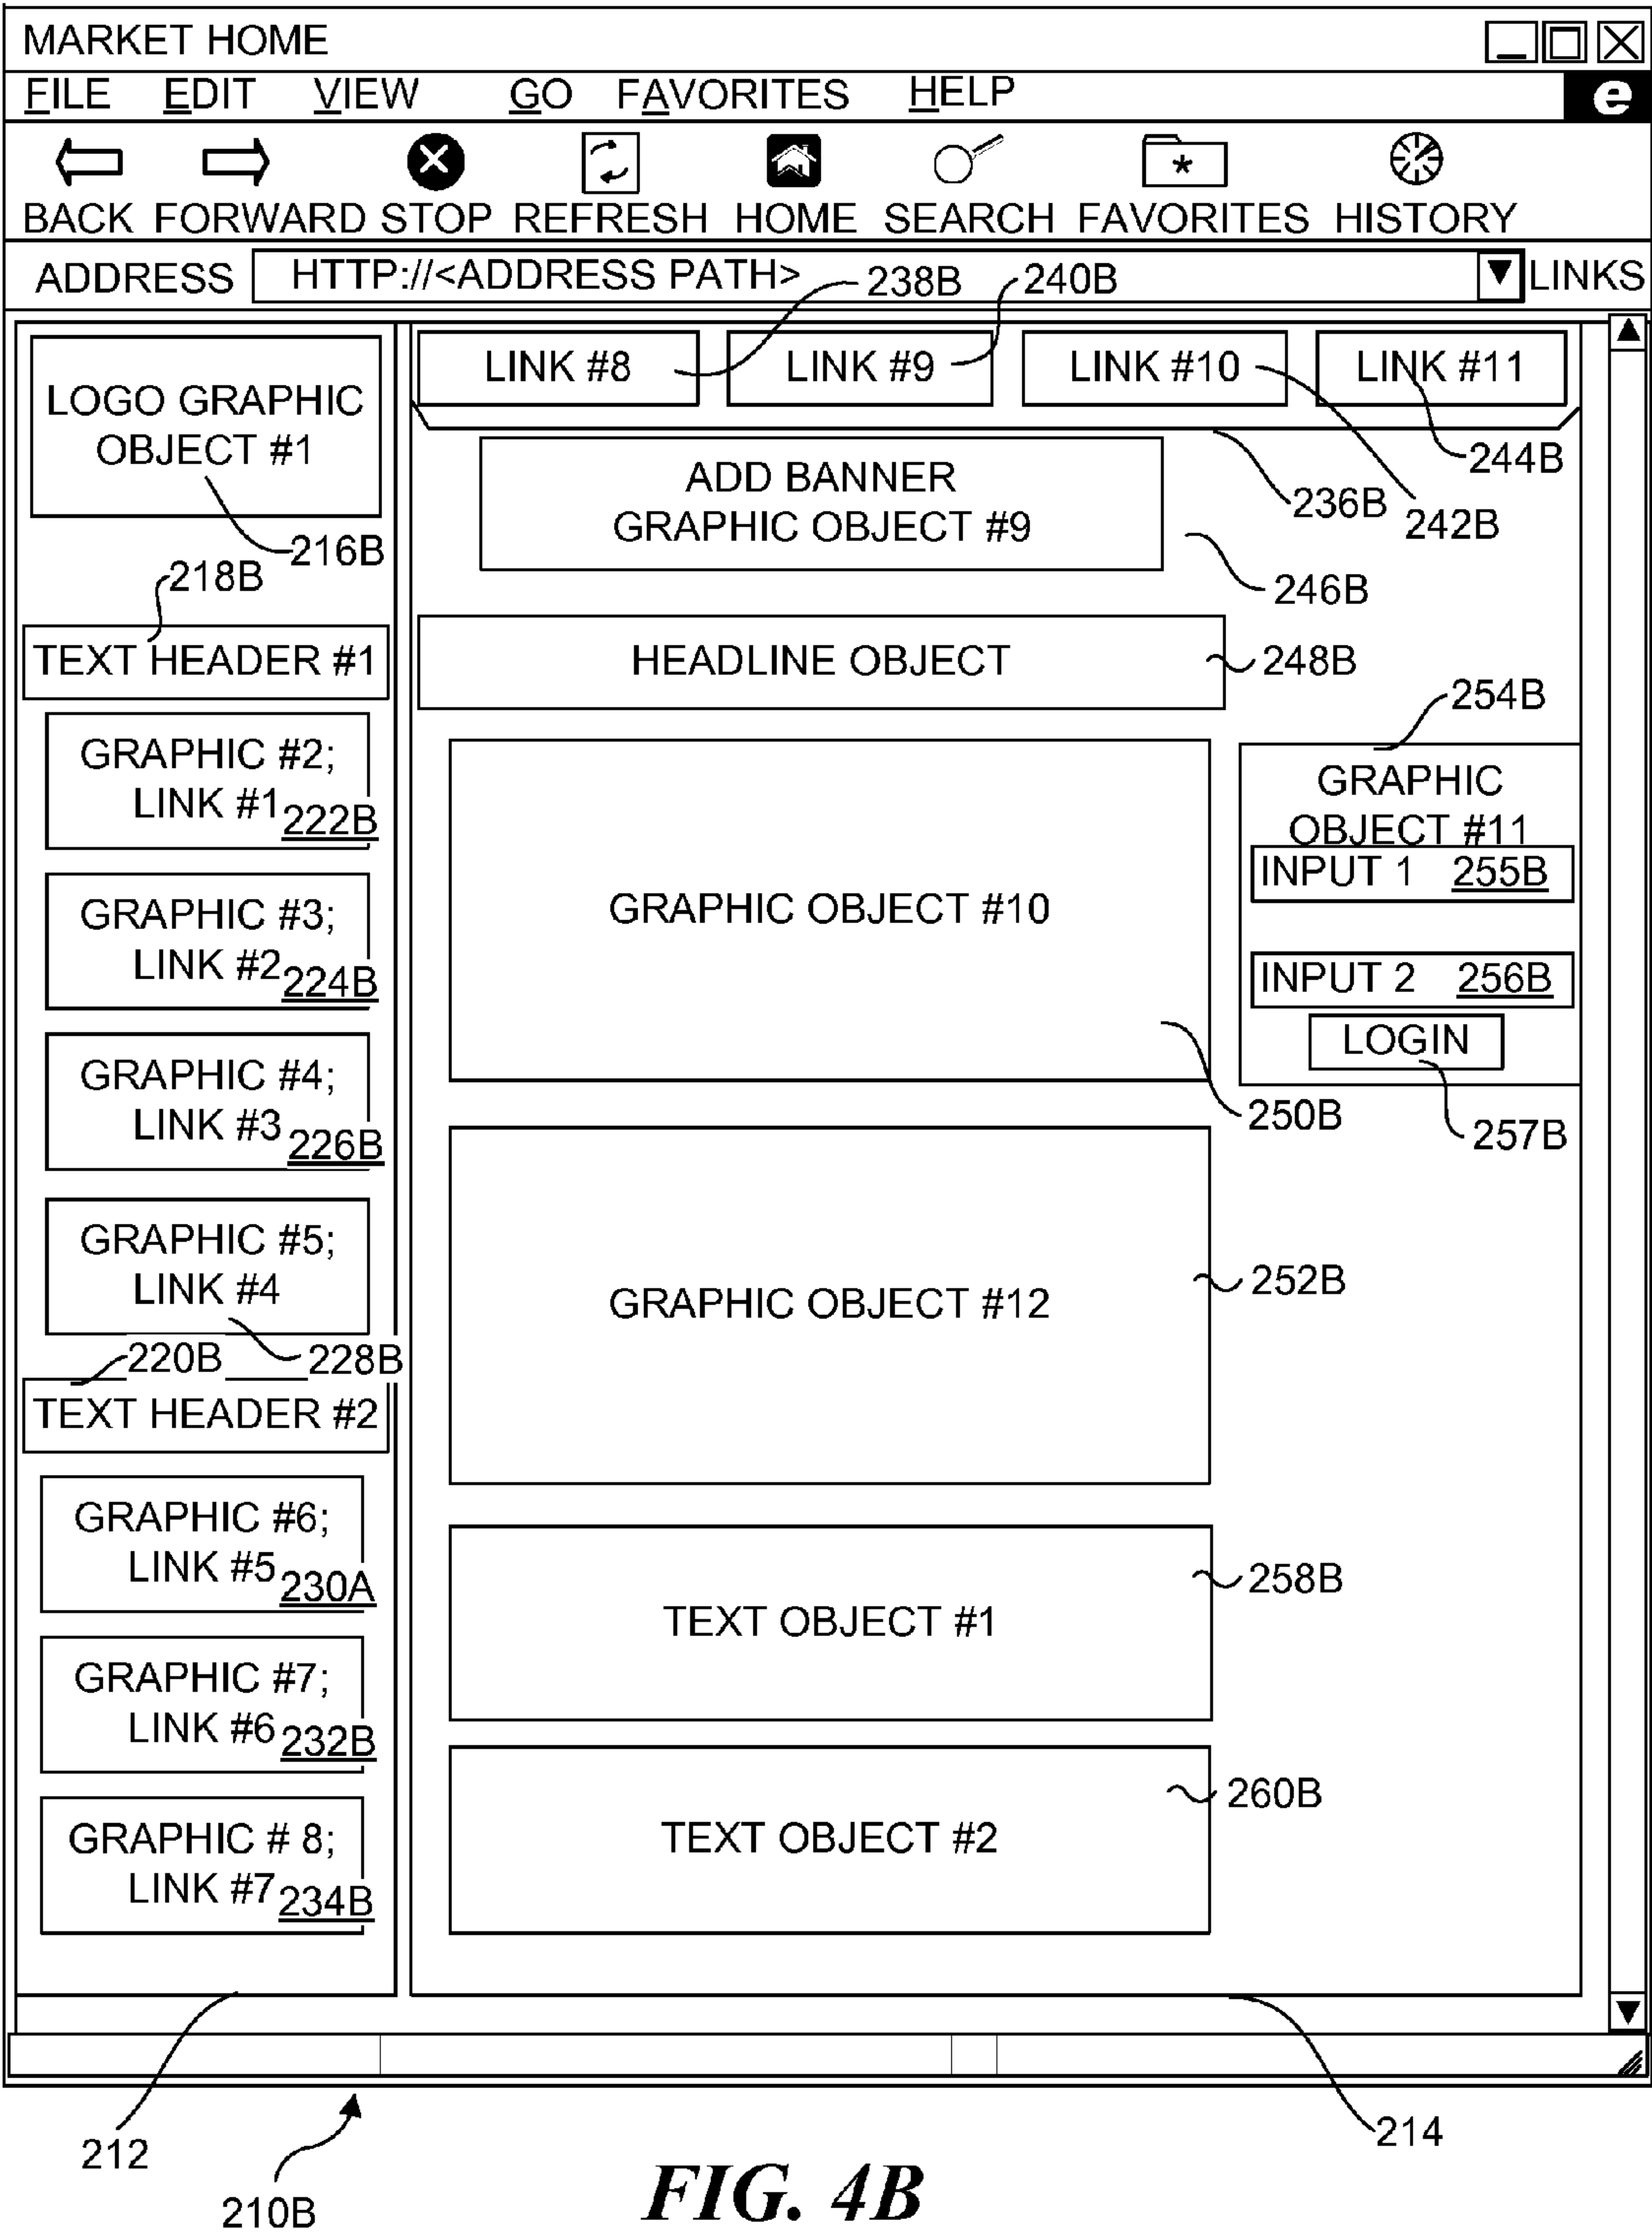 MARKET HOME
FILE EDIT VIEW GO FAVORITES HELP
e
BACK FORWARD STOP REFRESH HOME SEARCH FAVORITES HISTORY
ADDRESS HTTP://<ADDRESS PATH> LINKS
238B 240B
LOGO GRAPHIC
OBJECT #1
216B
218B
TEXT HEADER #1
GRAPHIC #2;
LINK #1 222B
GRAPHIC #3;
LINK #2 224B
GRAPHIC #4;
LINK #3 226B
GRAPHIC #5;
LINK #4
220B 228B
TEXT HEADER #2
GRAPHIC #6;
LINK #5 230A
GRAPHIC #7;
LINK #6 232B
GRAPHIC # 8;
LINK #7 234B
LINK #8 LINK #9 LINK #10 LINK #11
244B
236B 242B
ADD BANNER
GRAPHIC OBJECT #9
246B
HEADLINE OBJECT 248B
254B
GRAPHIC OBJECT #10
250B
GRAPHIC
OBJECT #11
INPUT 1 255B
INPUT 2 256B
LOGIN
257B
GRAPHIC OBJECT #12 252B
TEXT OBJECT #1 258B
TEXT OBJECT #2 260B
212 214
210B
FIG. 4B